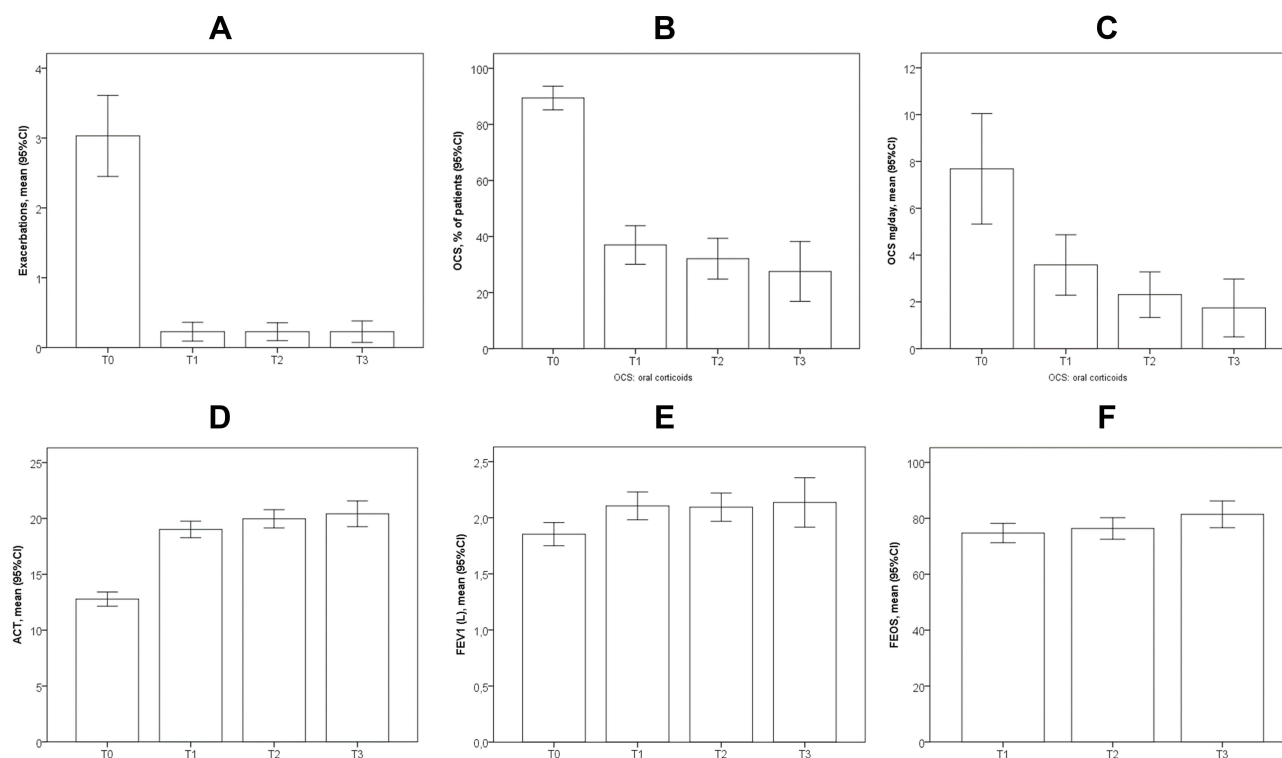 A
Exacerbations, mean (95%CI)
4
3
2
1
0
T0 T1 T2 T3
B
OCS, % of patients (95%CI)
100
80
60
40
20
0
T0 T1 T2 T3
OCS: oral corticoids
C
OCS mg/day, mean (95%CI)
12
10
8
6
4
2
0
T0 T1 T2 T3
OCS: oral corticoids
D
ACT, mean (95%CI)
25
20
15
10
5
0
T0 T1 T2 T3
E
FEV1 (L), mean (95%CI)
2,5
2,0
1,5
1,0
0,5
0,0
T0 T1 T2 T3
F
FEOS, mean (95%CI)
100
80
60
40
20
0
T1 T2 T3